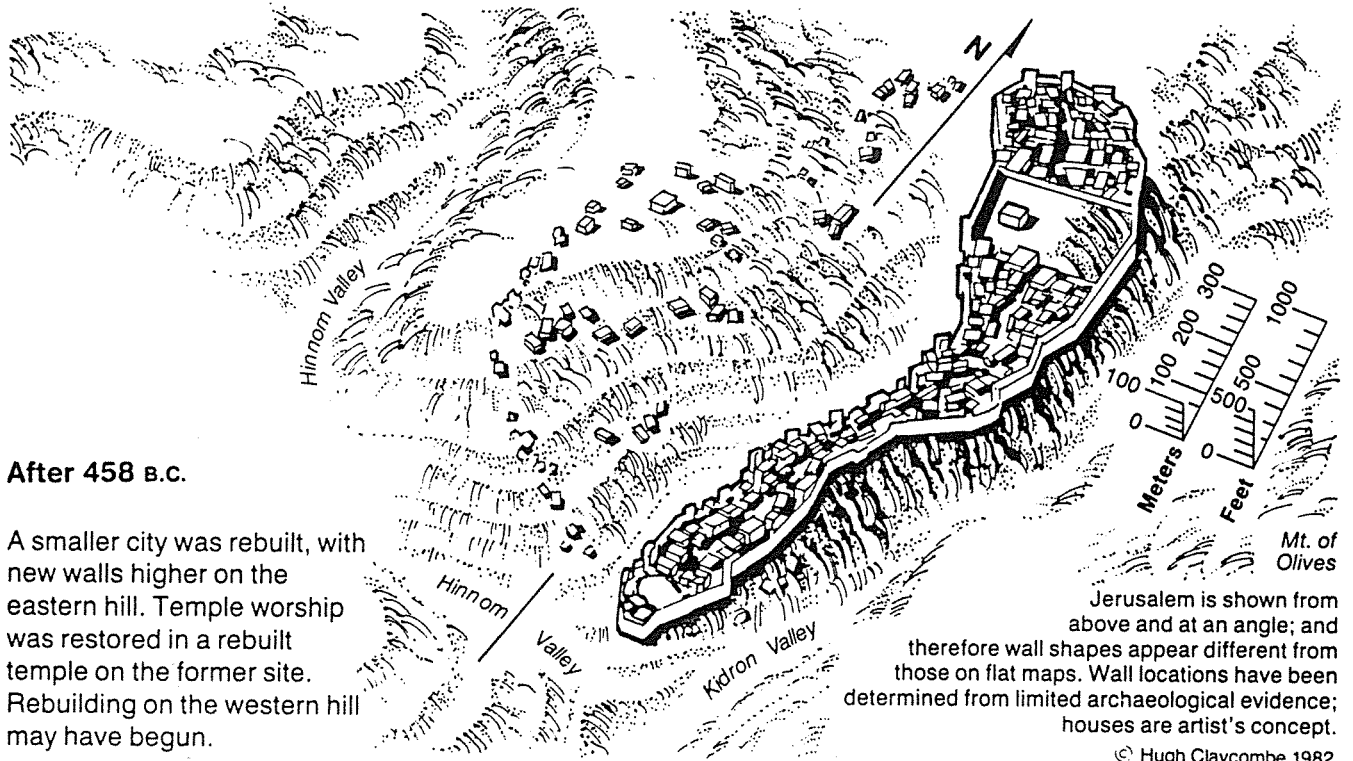 N
Hinnom Valley
300
1000
200
100
100
500
500
0
0
Meters
Feet
After 458 B.C.
A smaller city was rebuilt, with
new walls higher on the
eastern hill. Temple worship
was restored in a rebuilt
temple on the former site.
Rebuilding on the western hill
may have begun.
Hinnom
Valley
Kidron Valley
Mt. of
Olives
Jerusalem is shown from
above and at an angle; and
therefore wall shapes appear different from
those on flat maps. Wall locations have been
determined from limited archaeological evidence;
houses are artist's concept.
© Hugh Claycombe 1982